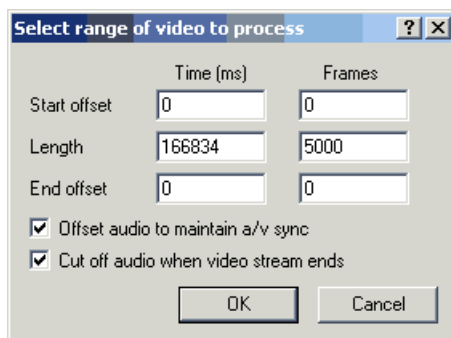 Select range of video to process
Time (ms) Frames
Start offset 0 0
Length 166834 5000
End offset 0 0
Offset audio to maintain a/v sync
Cut off audio when video stream ends
OK Cancel